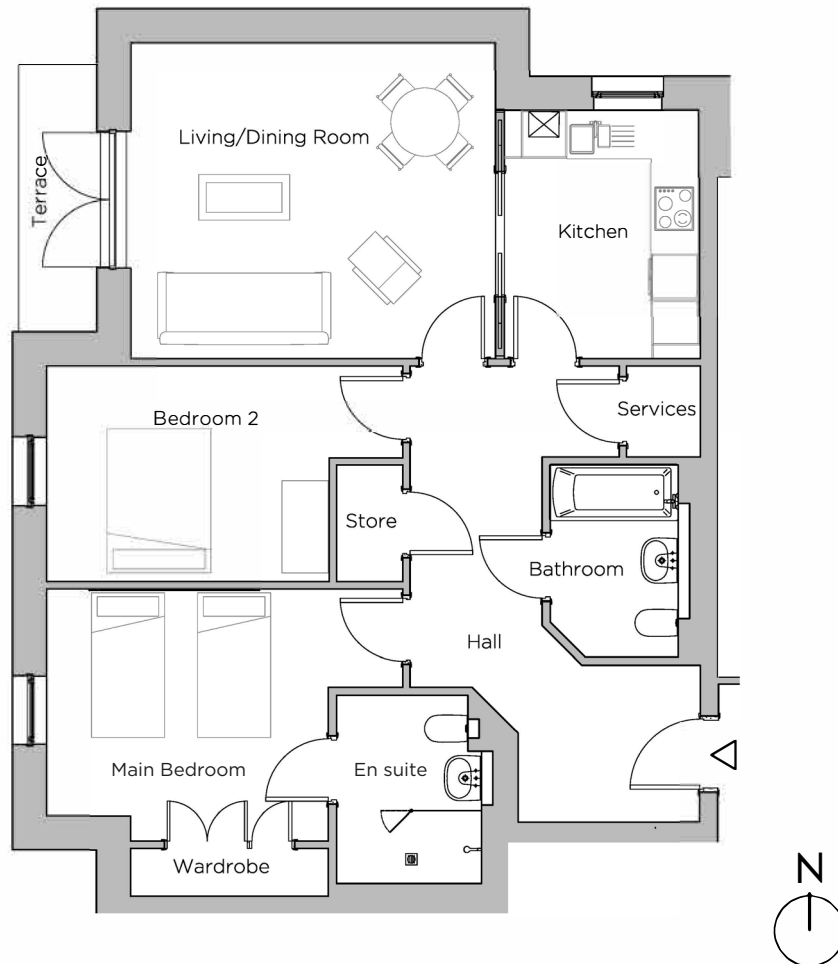 Living/Dining Room
Terrace
Kitchen
Bedroom 2
Services
Store
Bathroom
Hall
Main Bedroom
En suite
Wardrobe
N